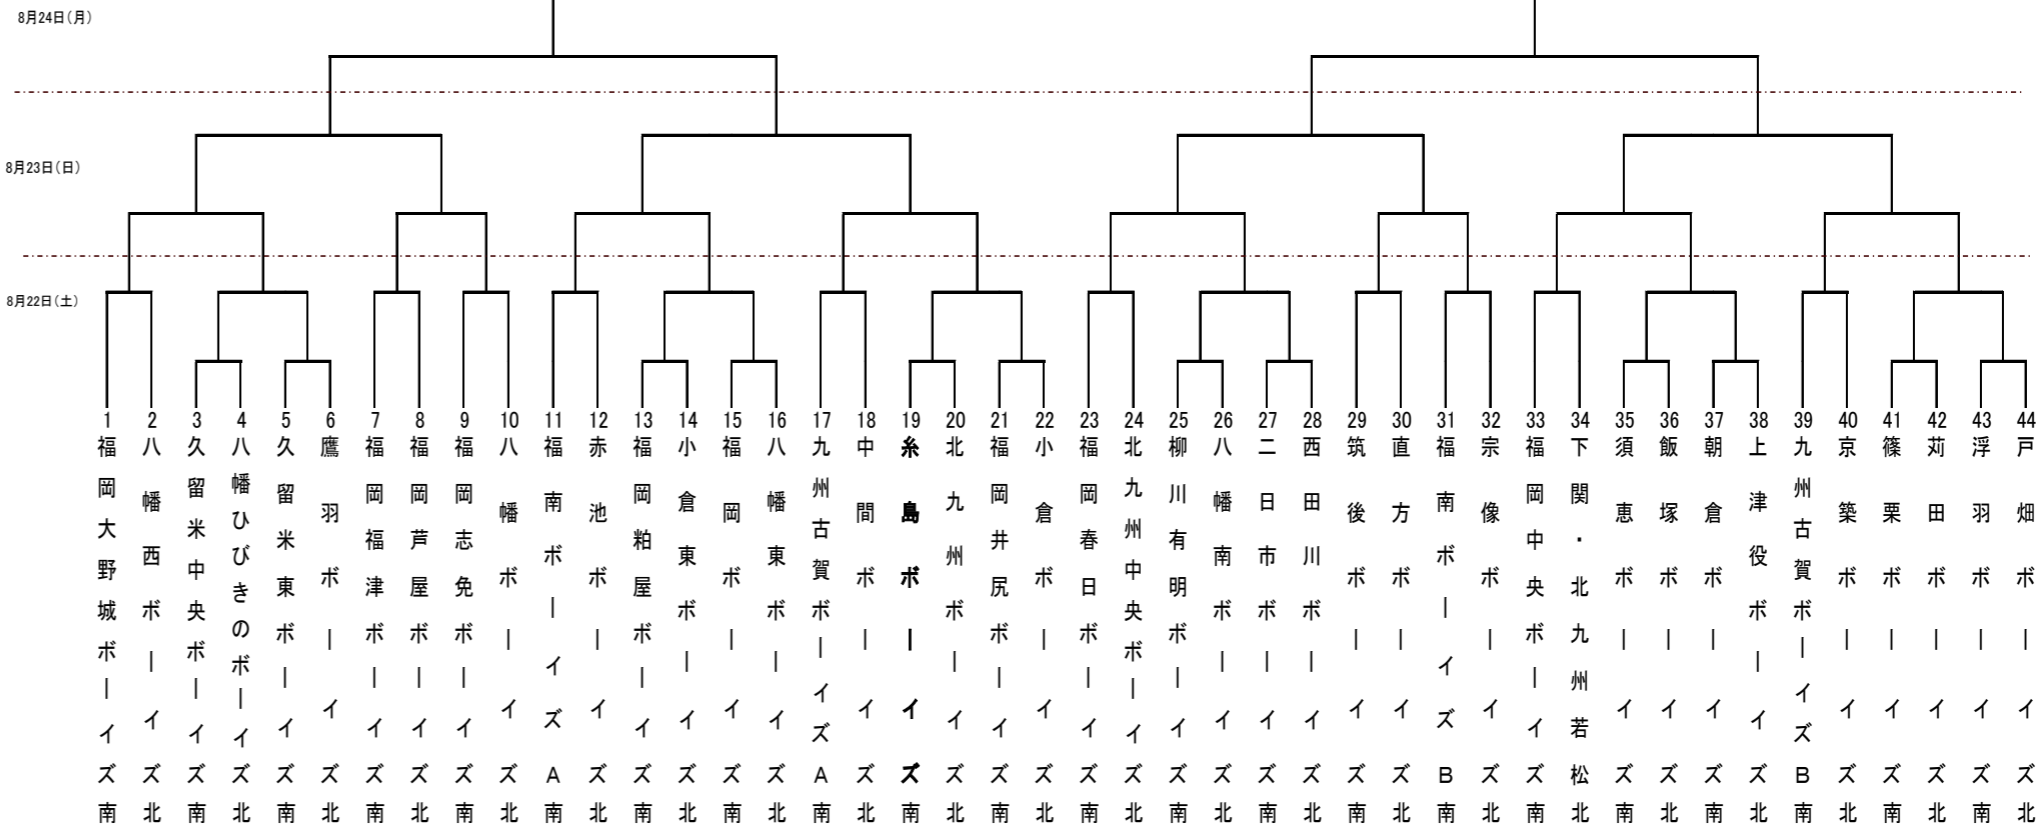 8月24日(月)
8月23日(日)
8月22日(土)
1 福岡大野城ボーイズ 南
2 八幡西ボーイズ 北
3 久留米中央ボーイズ 南
4 八幡ひびきのボーイズ 北
5 久留米東ボーイズ 南
6 鷹羽ボーイズ 北
7 福岡福津ボーイズ 南
8 福岡芦屋ボーイズ 北
9 福岡志免ボーイズ 南
10 八幡ボーイズ 北
11 福南ボーイズA 南
12 赤池ボーイズ 北
13 福岡粕屋ボーイズ 南
14 小倉東ボーイズ 北
15 福岡ボーイズ 南
16 八幡東ボーイズ 北
17 九州古賀ボーイズA 南
18 中間ボーイズ 北
19 糸島ボーイズ 南
20 北九州ボーイズ 北
21 福岡井尻ボーイズ 南
22 小倉ボーイズ 北
23 福岡春日ボーイズ 南
24 北九州中央ボーイズ 北
25 柳川有明ボーイズ 南
26 八幡南ボーイズ 北
27 二日市ボーイズ 南
28 西田川ボーイズ 北
29 筑後ボーイズ 南
30 直方ボーイズ 北
31 福南ボーイズB 南
32 宗像ボーイズ 北
33 福岡中央ボーイズ 南
34 下関・北九州若松 北
35 須恵ボーイズ 南
36 飯塚ボーイズ 北
37 朝倉ボーイズ 南
38 上津役ボーイズ 北
39 九州古賀ボーイズB 南
40 京築ボーイズ 北
41 篠栗ボーイズ 南
42 苅田ボーイズ 北
43 浮羽ボーイズ 南
44 戸畑ボーイズ 北